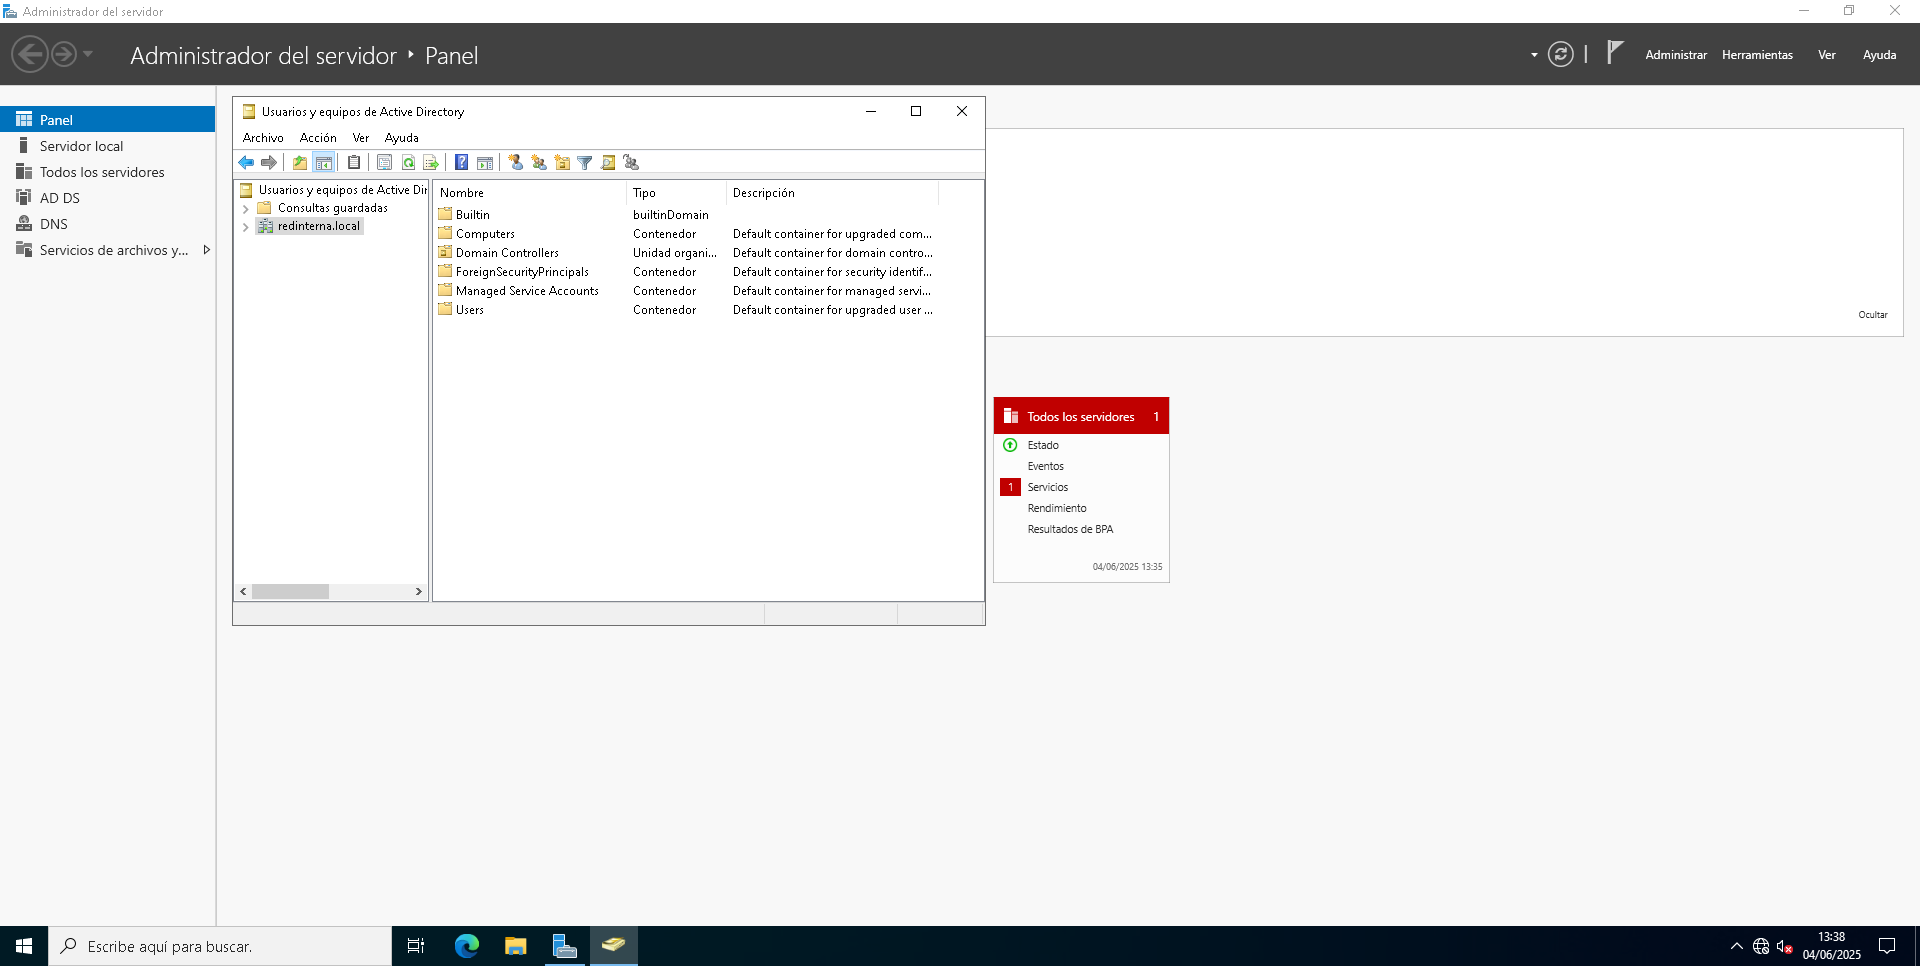 Administrador del servidor
Administrador del servidor ‣ Panel
Administrar Herramientas Ver Ayuda
Panel
Servidor local
Todos los servidores
AD DS
DNS
Servicios de archivos y...
Usuarios y equipos de Active Directory
Archivo Acción Ver Ayuda
Usuarios y equipos de Active Dir
Consultas guardadas
redinterna.local
Nombre Tipo Descripción
Builtin builtinDomain
Computers Contenedor Default container for upgraded com...
Domain Controllers Unidad organi... Default container for domain contro...
ForeignSecurityPrincipals Contenedor Default container for security identif...
Managed Service Accounts Contenedor Default container for managed servi...
Users Contenedor Default container for upgraded user ...
Ocultar
Todos los servidores 1
Estado
Eventos
1 Servicios
Rendimiento
Resultados de BPA
04/06/2025 13:35
Escribe aquí para buscar.
13:38
04/06/2025